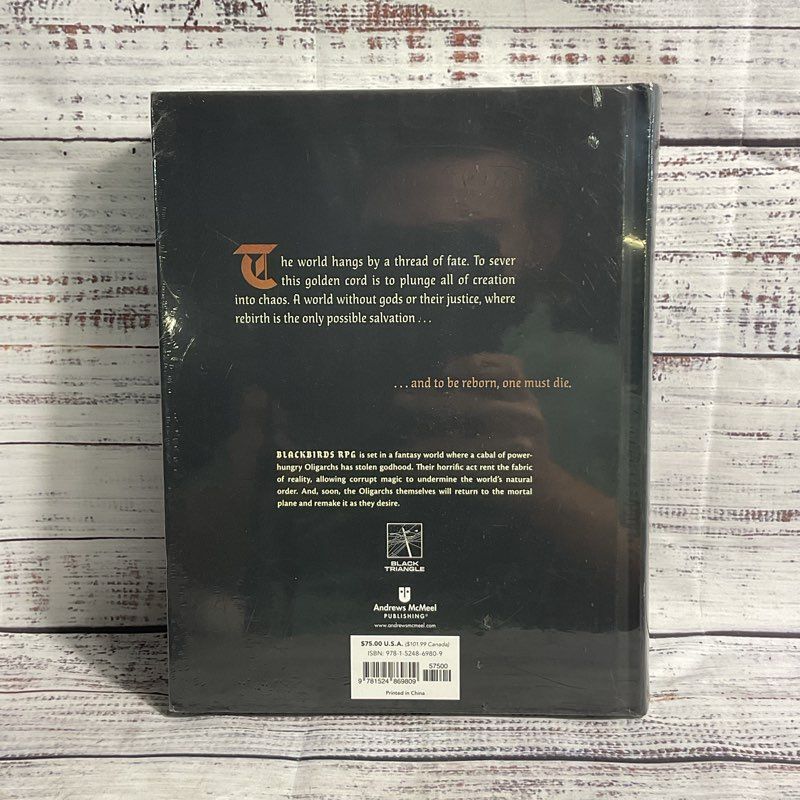 The world hangs by a thread of fate. To sever
this golden cord is to plunge all of creation
into chaos. A world without gods or their justice, where
rebirth is the only possible salvation . . .
. . . and to be reborn, one must die.
BLACKBIRDS RPG is set in a fantasy world where a cabal of power-
hungry Oligarchs has stolen godhood. Their horrific act rent the fabric
of reality, allowing corrupt magic to undermine the world's natural
order. And, soon, the Oligarchs themselves will return to the mortal
plane and remake it as they desire.
BLACK
TRIANGLE
Andrews McMeel
PUBLISHING®
www.andrewsmcmeel.com
$75.00 U.S.A. ($101.99 Canada)
ISBN: 978-1-5248-6980-9
57500
9 781524 869809
Printed in China